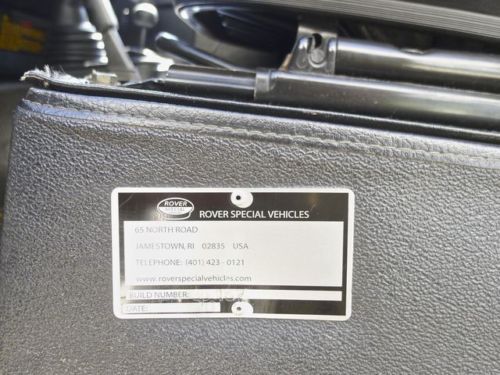 ROVER
ROVER SPECIAL VEHICLES
65 NORTH ROAD
JAMESTOWN, RI 02835 USA
TELEPHONE: (401) 423 - 0121
www.roverspecialvehicles.com
BUILD NUMBER:
DATE: